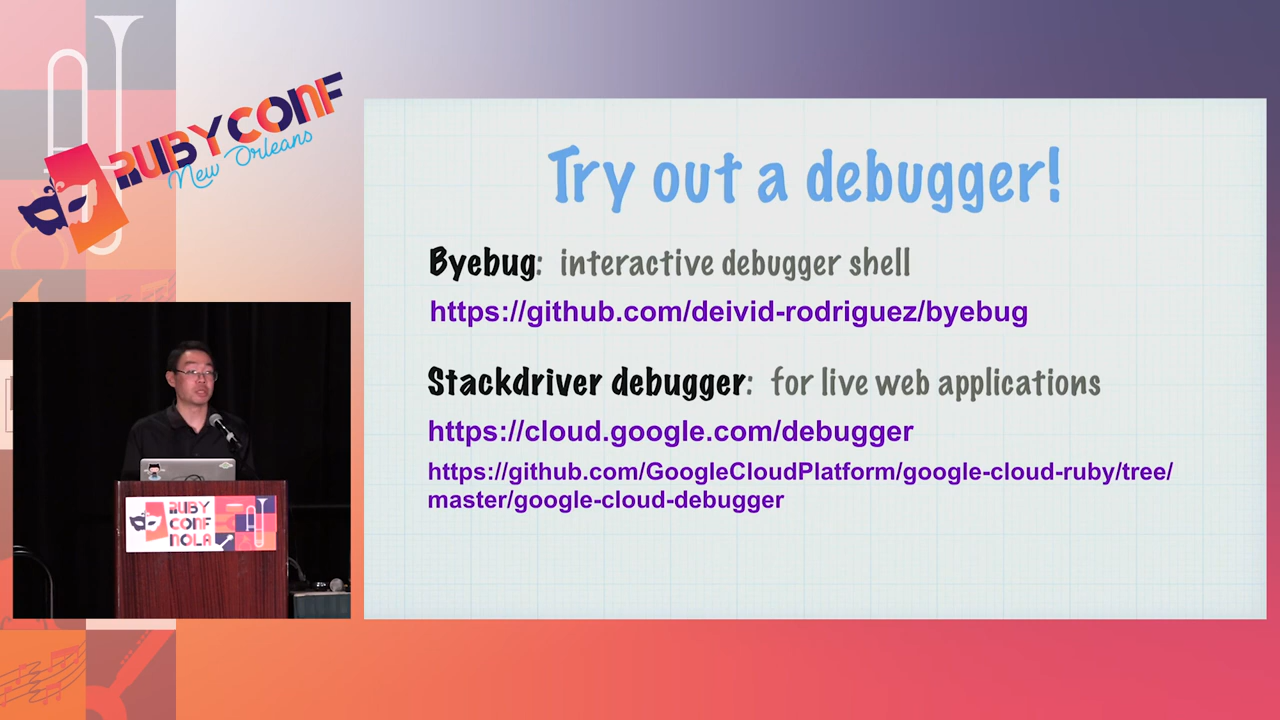 RUBYCONF
New Orleans
Try out a debugger!
Byebug: interactive debugger shell
https://github.com/deivid-rodriguez/byebug
Stackdriver debugger: for live web applications
https://cloud.google.com/debugger
https://github.com/GoogleCloudPlatform/google-cloud-ruby/tree/
master/google-cloud-debugger
RUBY
CONF
NOLA